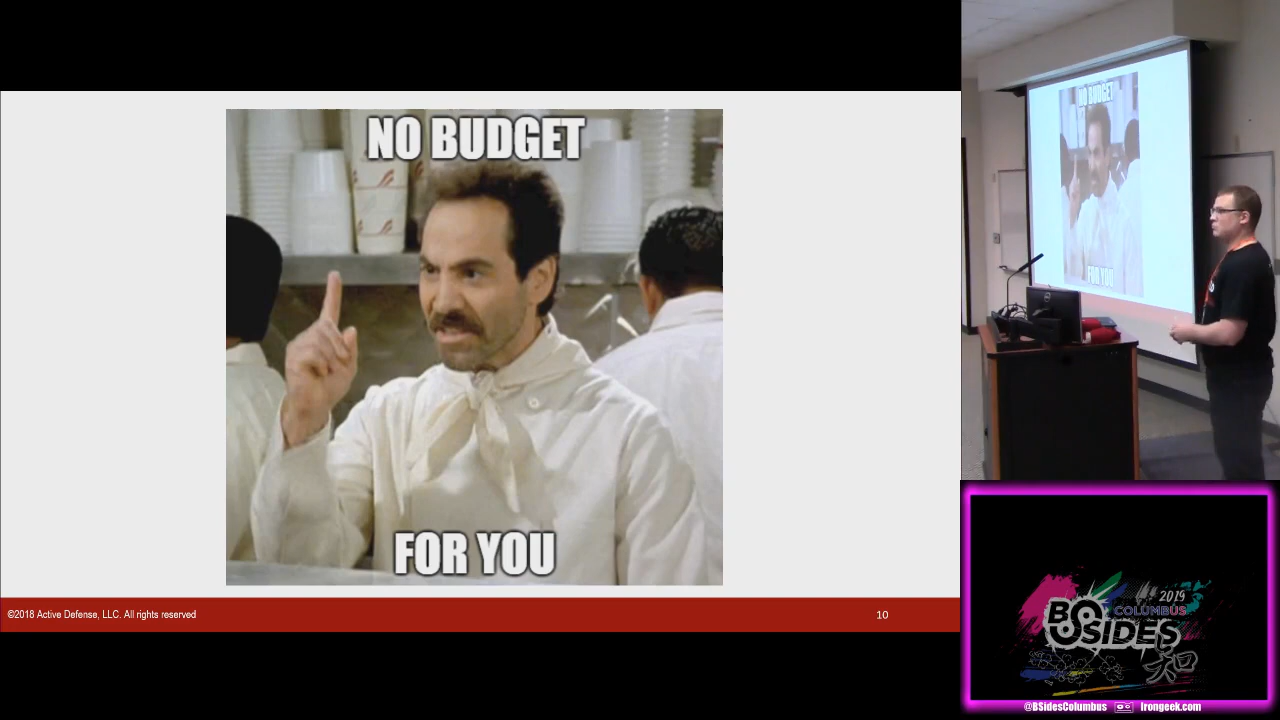 NO BUDGET
FOR YOU
©2018 Active Defense, LLC. All rights reserved
10
NO BUDGET
FOR YOU
2019
COLUMBUS
BSIDES
知
@BSidesColumbus
Irongeek.com